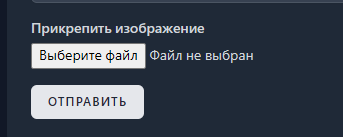 Прикрепить изображение
Выберите файл Файл не выбран
ОТПРАВИТЬ